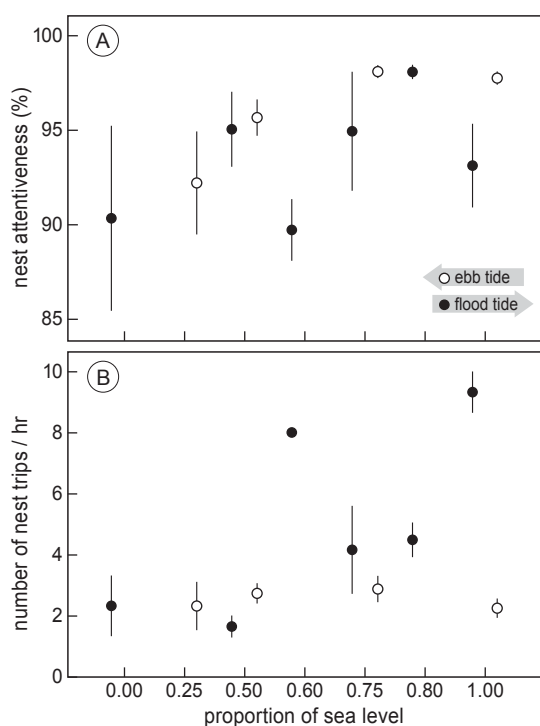 100
A
95
90
85
nest attentiveness (%)
ebb tide
flood tide
B
10
8
6
4
2
0
number of nest trips / hr
0.00 0.25 0.50 0.60 0.75 0.80 1.00
proportion of sea level